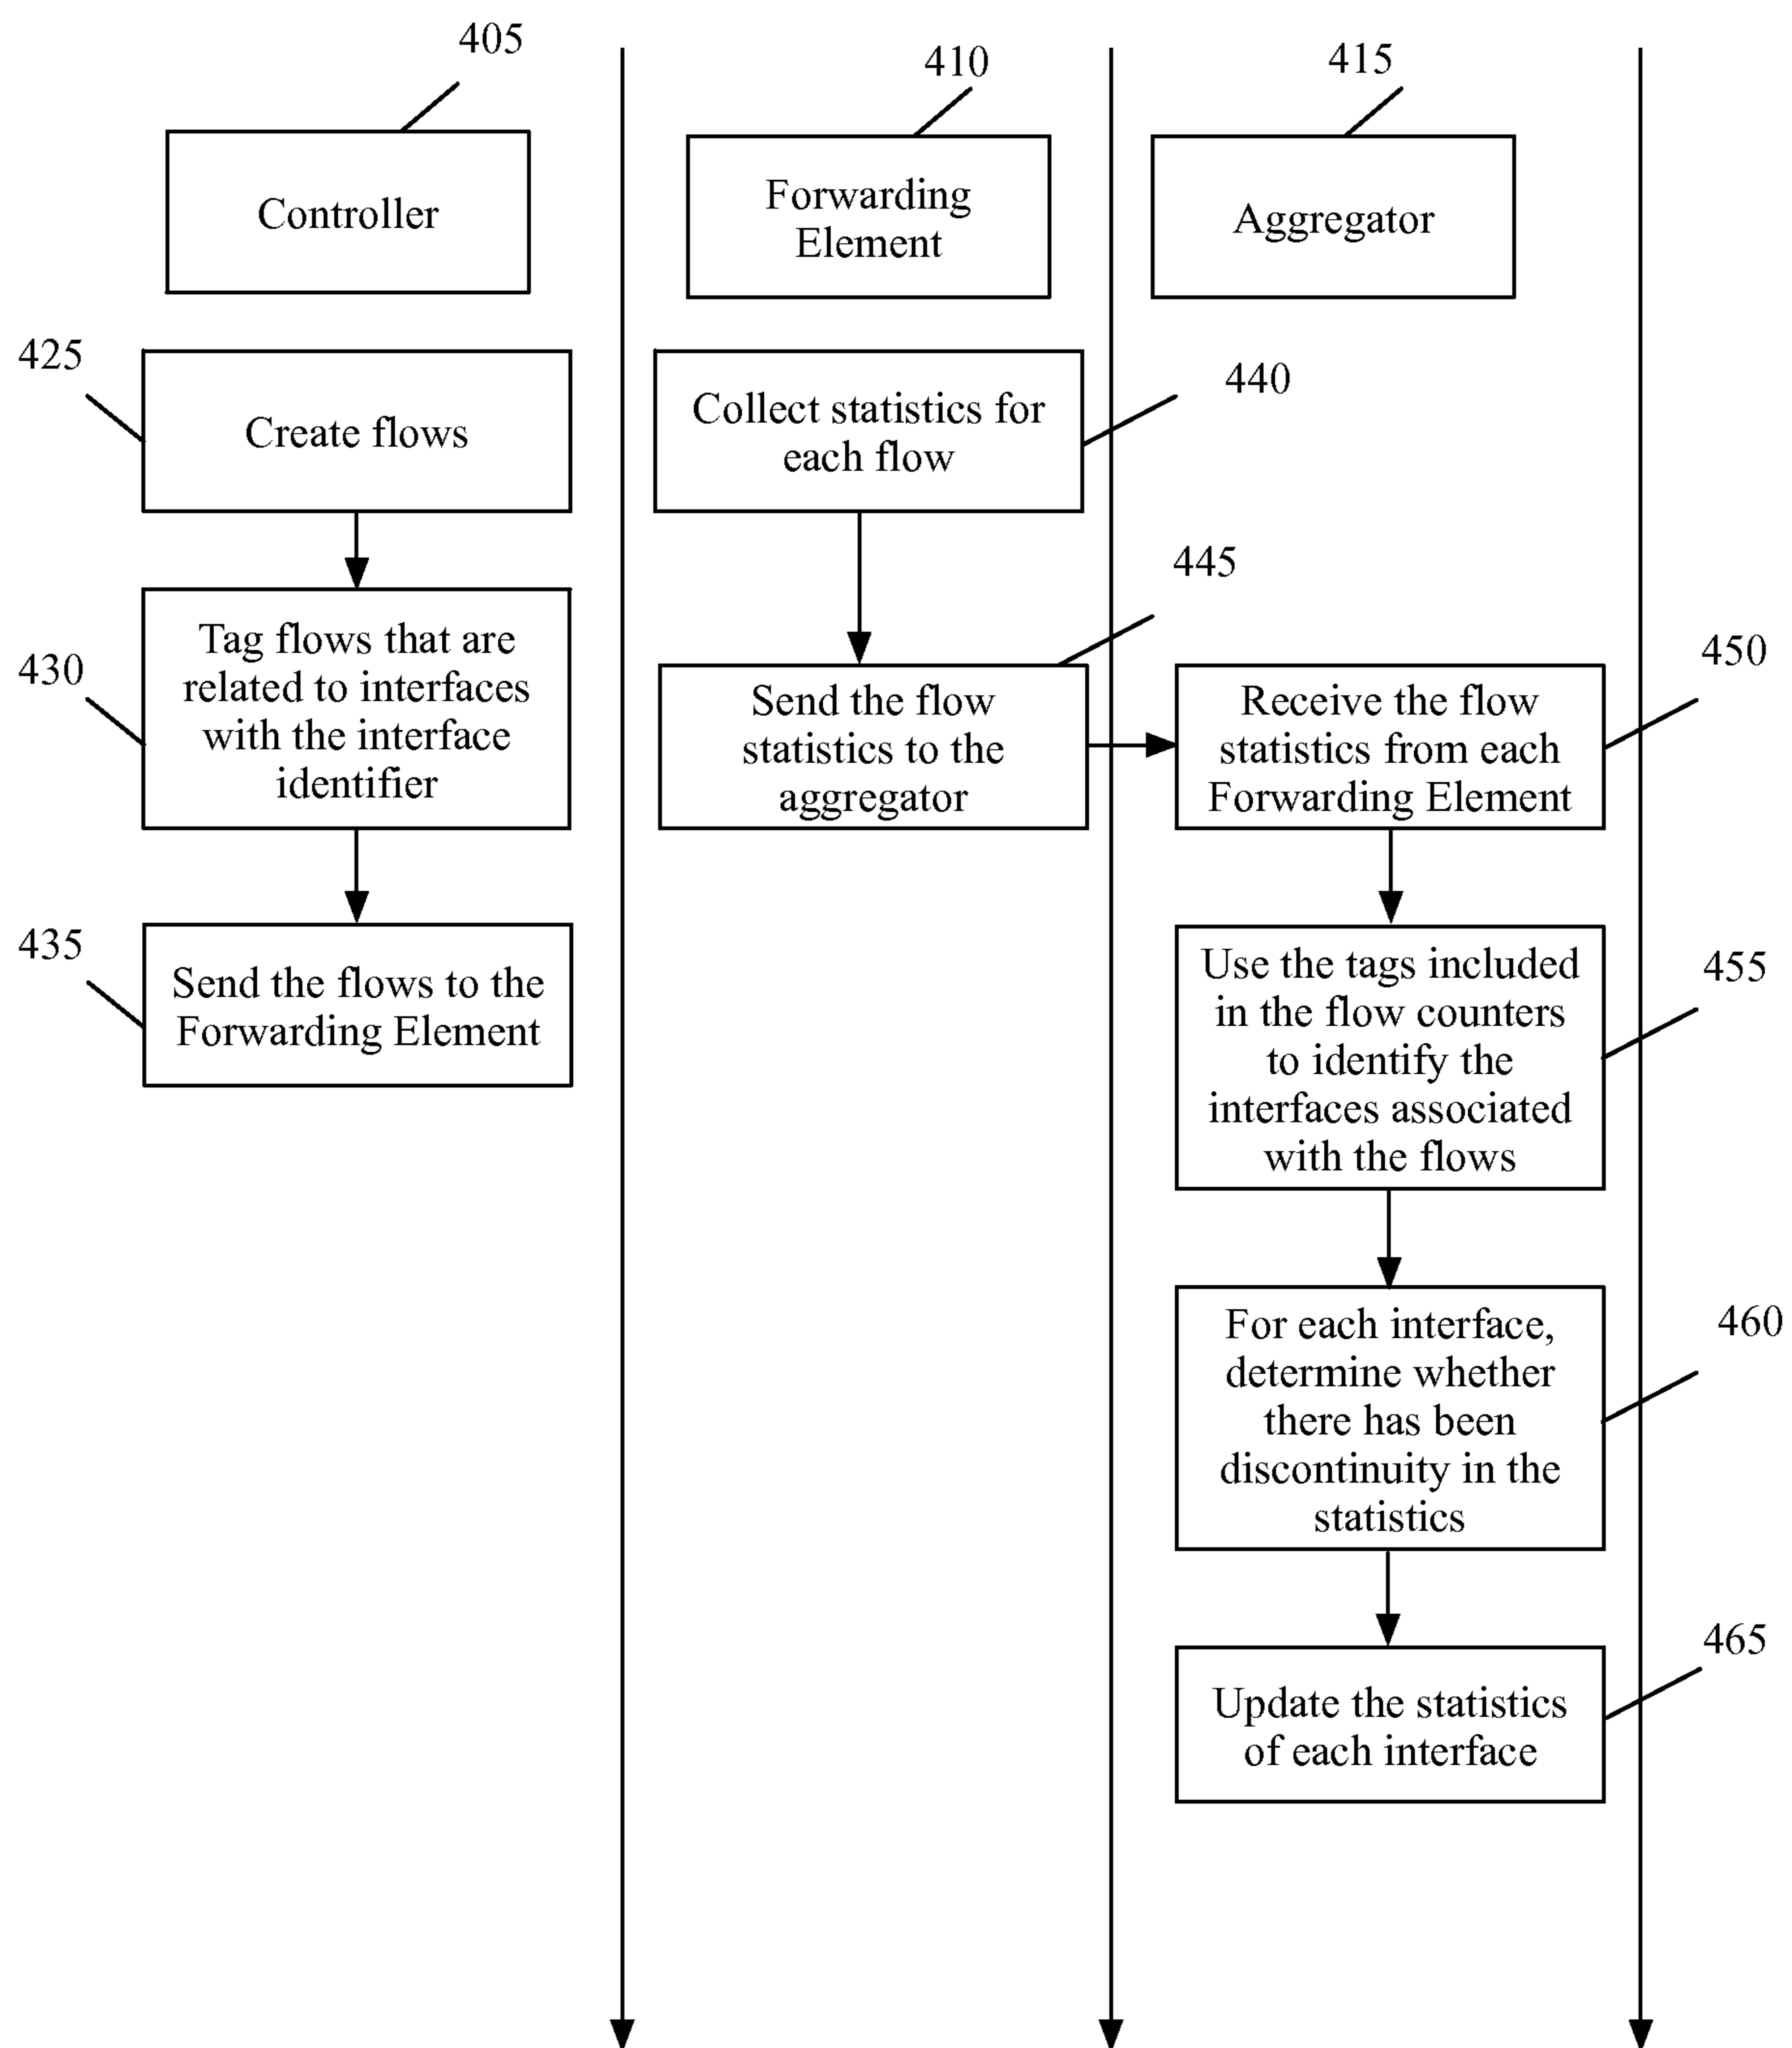 405
410
415
Controller
Forwarding
Element
Aggregator
425
Create flows
Collect statistics for
each flow
440
445
430
Tag flows that are
related to interfaces
with the interface
identifier
Send the flow
statistics to the
aggregator
Receive the flow
statistics from each
Forwarding Element
450
435
Send the flows to the
Forwarding Element
Use the tags included
in the flow counters
to identify the
interfaces associated
with the flows
455
For each interface,
determine whether
there has been
discontinuity in the
statistics
460
Update the statistics
of each interface
465